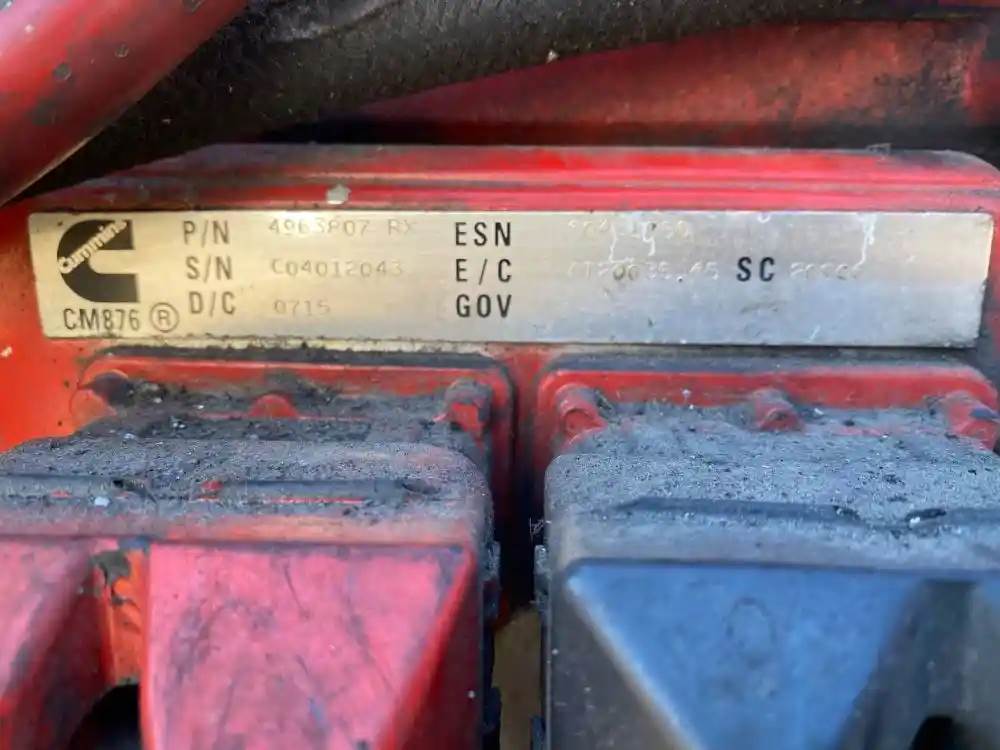 Cummins
CM876 ®
P/N 4963807 RX ESN
S/N C04012043 E/C SC
D/C 0715 GOV